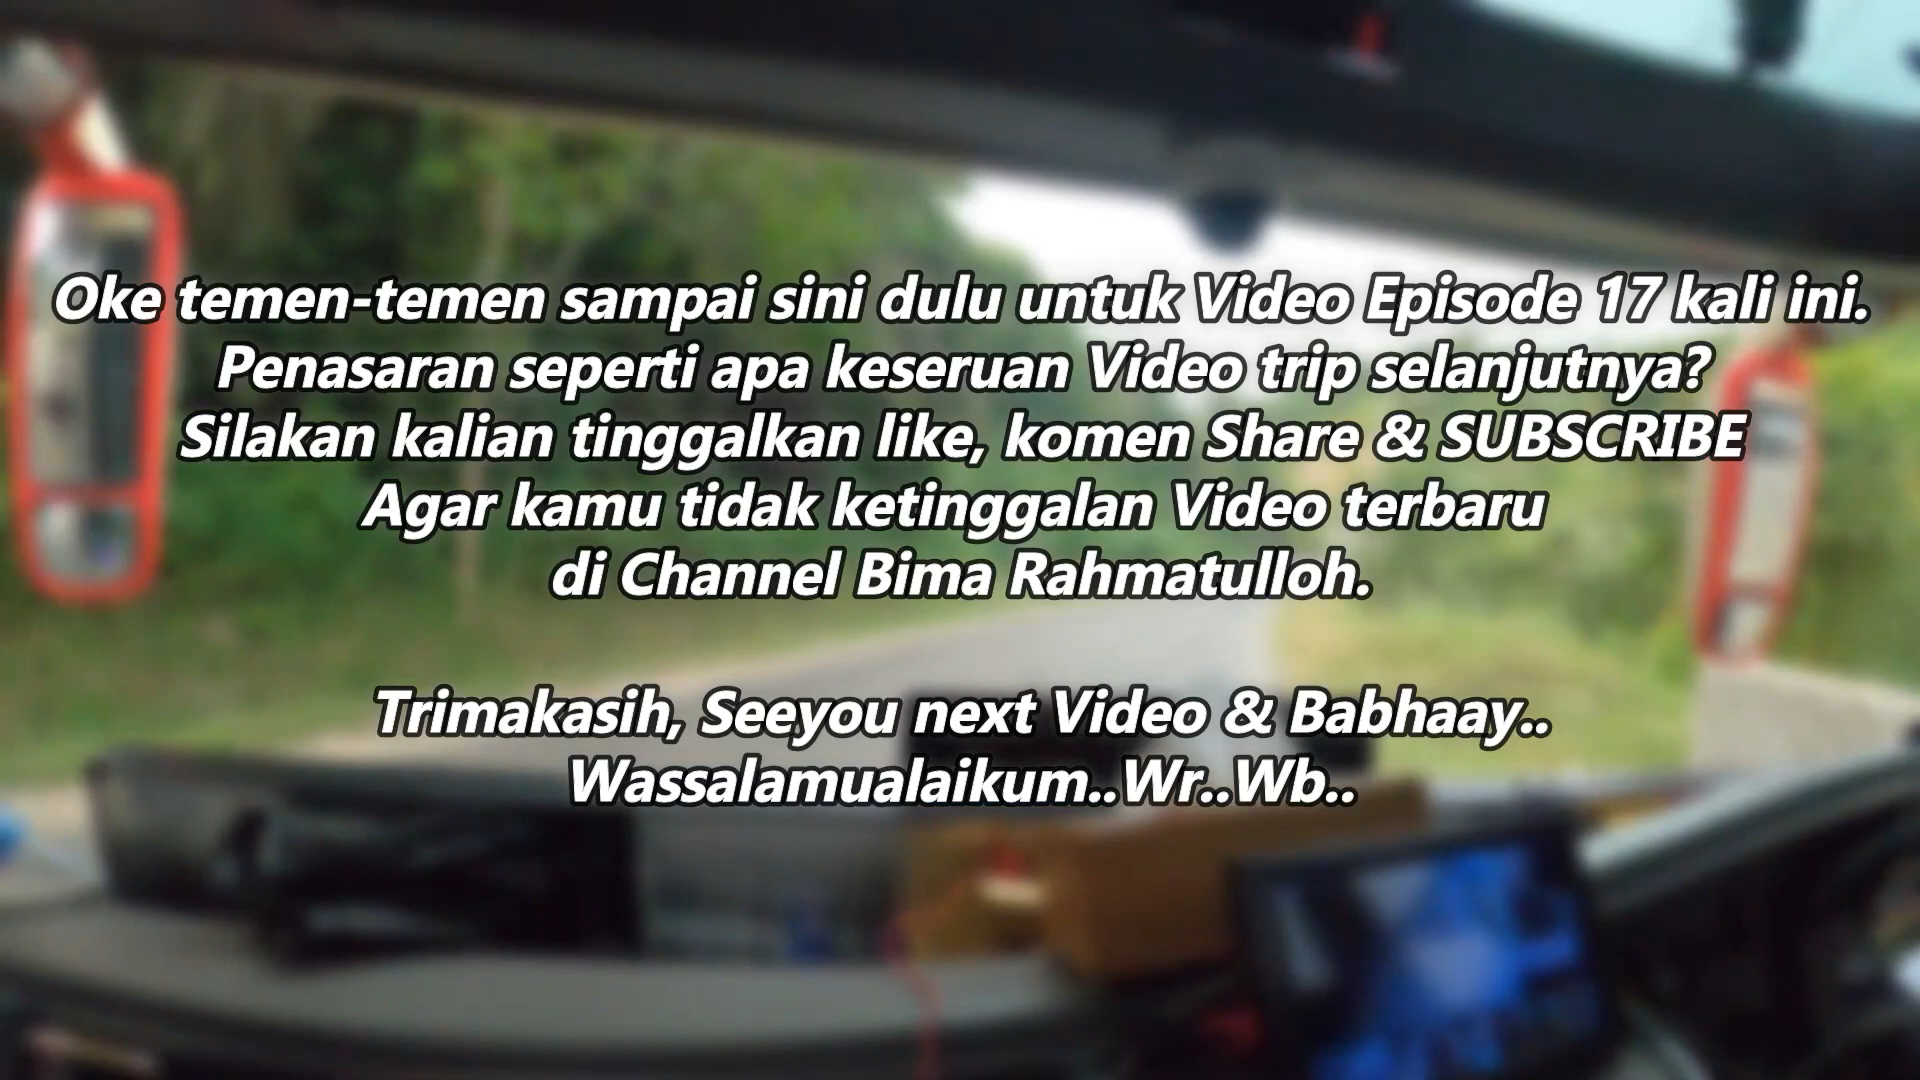 Oke temen-temen sampai sini dulu untuk Video Episode 17 kali ini.
Penasaran seperti apa keseruan Video trip selanjutnya?
Silakan kalian tinggalkan like, komen Share & SUBSCRIBE
Agar kamu tidak ketinggalan Video terbaru
di Channel Bima Rahmatulloh.
Trimakasih, Seeyou next Video & Babhaay..
Wassalamualaikum..Wr..Wb..